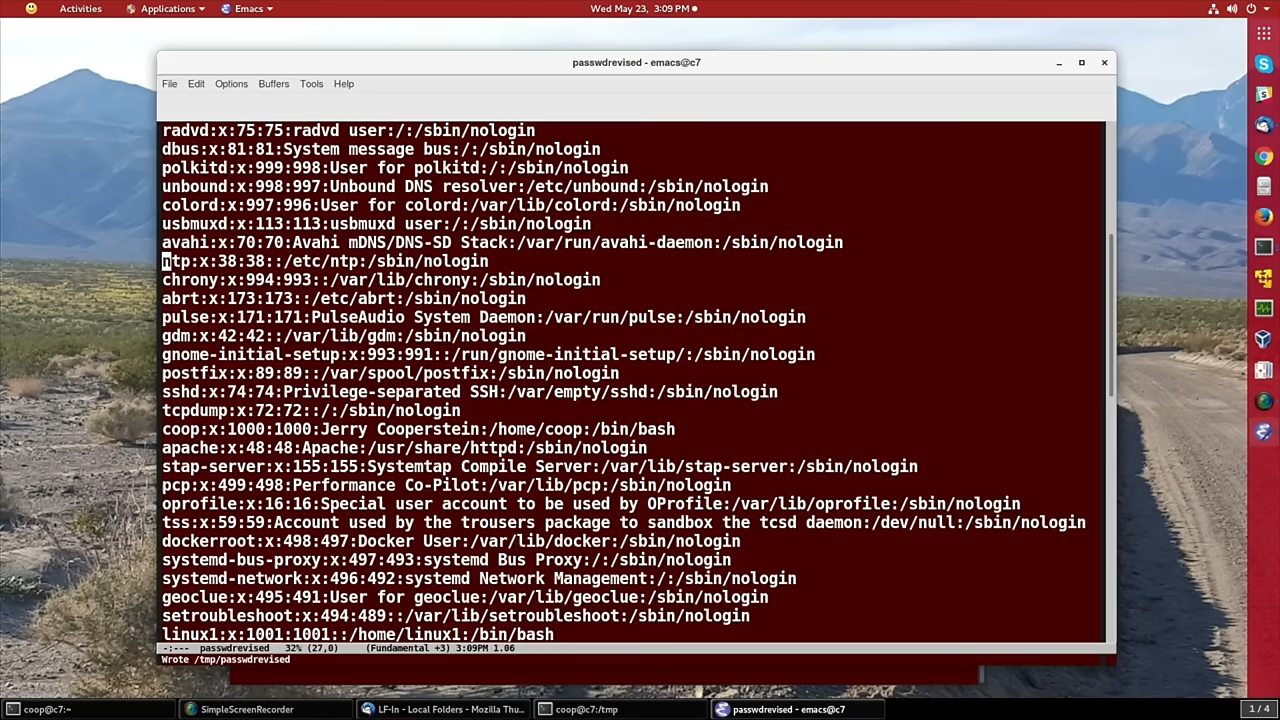 Activities Applications Emacs Wed May 23, 3:09 PM
passwdrevised - emacs@c7
File Edit Options Buffers Tools Help
radvd:x:75:75:radvd user:/:/sbin/nologin
dbus:x:81:81:System message bus:/:/sbin/nologin
polkitd:x:999:998:User for polkitd:/:/sbin/nologin
unbound:x:998:997:Unbound DNS resolver:/etc/unbound:/sbin/nologin
colord:x:997:996:User for colord:/var/lib/colord:/sbin/nologin
usbmuxd:x:113:113:usbmuxd user:/:/sbin/nologin
avahi:x:70:70:Avahi mDNS/DNS-SD Stack:/var/run/avahi-daemon:/sbin/nologin
ntp:x:38:38::/etc/ntp:/sbin/nologin
chrony:x:994:993::/var/lib/chrony:/sbin/nologin
abrt:x:173:173::/etc/abrt:/sbin/nologin
pulse:x:171:171:PulseAudio System Daemon:/var/run/pulse:/sbin/nologin
gdm:x:42:42::/var/lib/gdm:/sbin/nologin
gnome-initial-setup:x:993:991::/run/gnome-initial-setup/:/sbin/nologin
postfix:x:89:89::/var/spool/postfix:/sbin/nologin
sshd:x:74:74:Privilege-separated SSH:/var/empty/sshd:/sbin/nologin
tcpdump:x:72:72::/:/sbin/nologin
coop:x:1000:1000:Jerry Cooperstein:/home/coop:/bin/bash
apache:x:48:48:Apache:/usr/share/httpd:/sbin/nologin
stap-server:x:155:155:Systemtap Compile Server:/var/lib/stap-server:/sbin/nologin
pcp:x:499:498:Performance Co-Pilot:/var/lib/pcp:/sbin/nologin
oprofile:x:16:16:Special user account to be used by OProfile:/var/lib/oprofile:/sbin/nologin
tss:x:59:59:Account used by the trousers package to sandbox the tcsd daemon:/dev/null:/sbin/nologin
dockerroot:x:498:497:Docker User:/var/lib/docker:/sbin/nologin
systemd-bus-proxy:x:497:493:systemd Bus Proxy:/:/sbin/nologin
systemd-network:x:496:492:systemd Network Management:/:/sbin/nologin
geoclue:x:495:491:User for geoclue:/var/lib/geoclue:/sbin/nologin
setroubleshoot:x:494:489::/var/lib/setroubleshoot:/sbin/nologin
linux1:x:1001:1001::/home/linux1:/bin/bash
-:--- passwdrevised 32% (27,0) (Fundamental +3) 3:09PM 1.06
Wrote /tmp/passwdrevised
coop@c7:~ SimpleScreenRecorder LF-In - Local Folders - Mozilla Thu... coop@c7:/tmp passwdrevised - emacs@c7 1 / 4